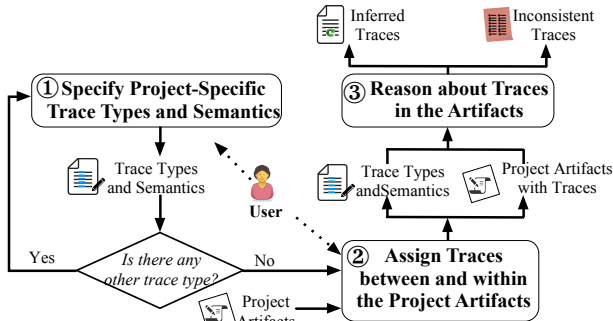 Inferred
Traces
Inconsistent
Traces
① Specify Project-Specific
Trace Types and Semantics
③ Reason about Traces
in the Artifacts
Trace Types
and Semantics
User
Trace Types
andSemantics
Project Artifacts
with Traces
Yes
Is there any
other trace type?
No
② Assign Traces
between and within
the Project Artifacts
Project
Artifacts